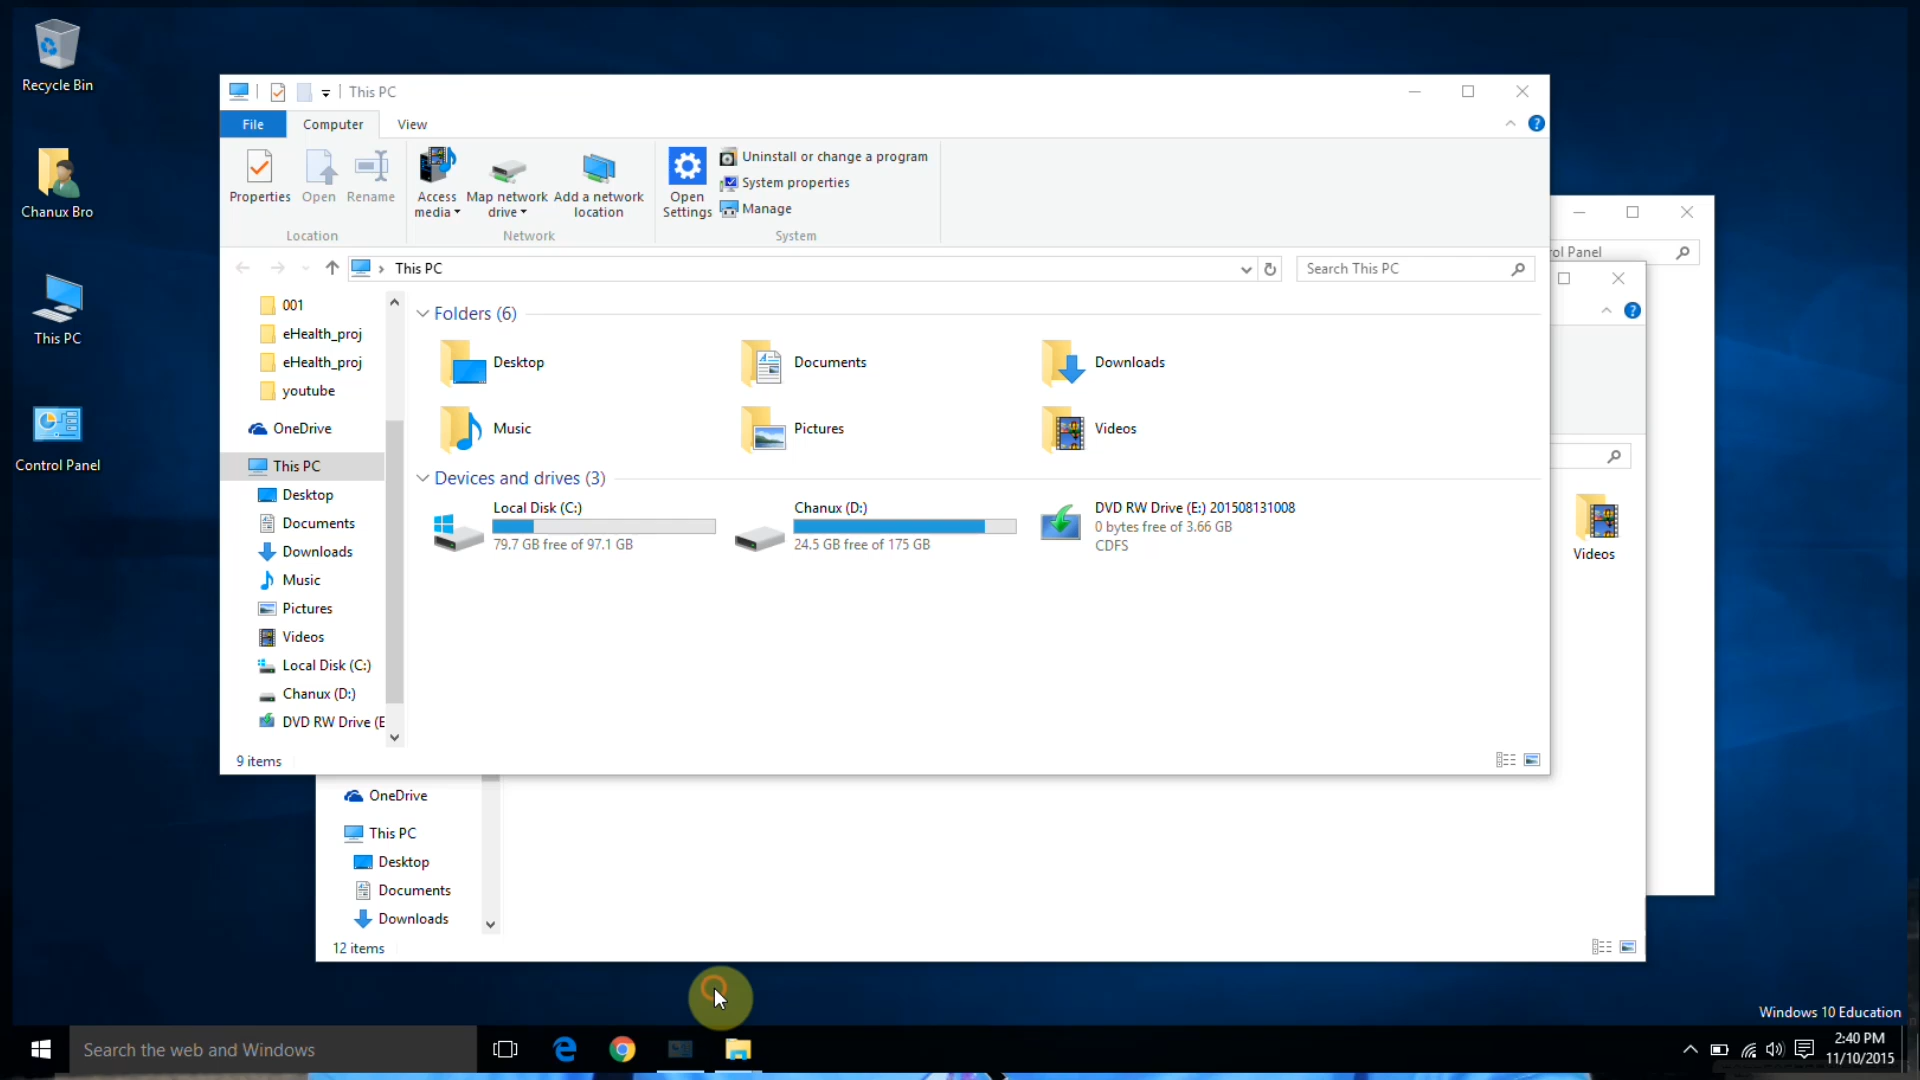 Recycle Bin
Chanux Bro
This PC
Control Panel
This PC
File
Computer
View
Properties
Open
Rename
Access
media
Map network
drive
Add a network
location
Open
Settings
Uninstall or change a program
System properties
Manage
Location
Network
System
This PC
Search This PC
001
eHealth_proj
eHealth_proj
youtube
OneDrive
This PC
Desktop
Documents
Downloads
Music
Pictures
Videos
Local Disk (C:)
Chanux (D:)
DVD RW Drive (E
Folders (6)
Desktop
Documents
Downloads
Music
Pictures
Videos
Devices and drives (3)
Local Disk (C:)
79.7 GB free of 97.1 GB
Chanux (D:)
24.5 GB free of 175 GB
DVD RW Drive (E:) 201508131008
0 bytes free of 3.66 GB
CDFS
9 items
rol Panel
Videos
OneDrive
This PC
Desktop
Documents
Downloads
12 items
Windows 10 Education
Search the web and Windows
2:40 PM
11/10/2015